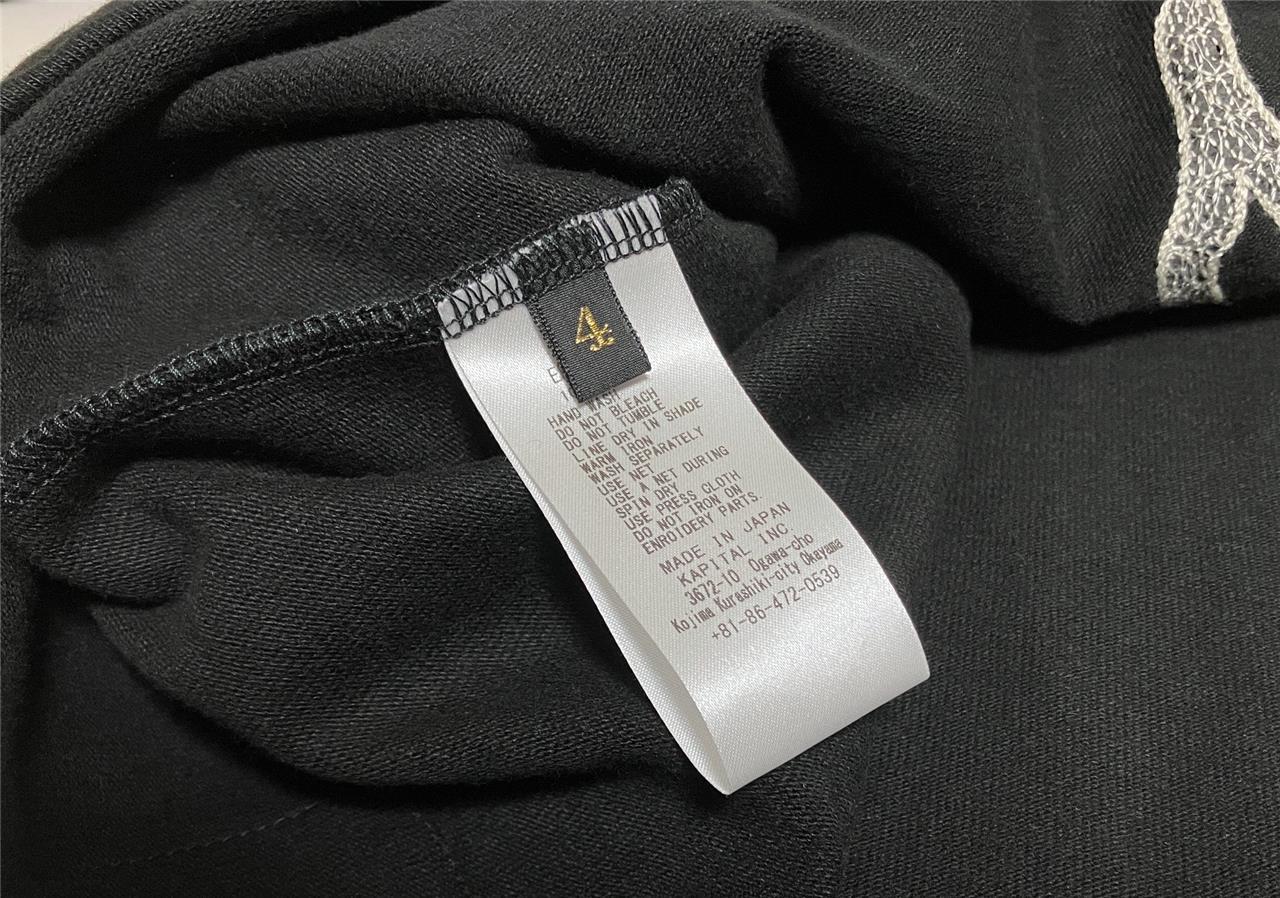 4
HAND WASH
DO NOT BLEACH
DO NOT TUMBLE
LINE DRY IN SHADE
WARM IRON
WASH SEPARATELY
USE NET
USE A NET DURING
SPIN DRY
USE PRESS CLOTH
DO NOT IRON ON
ENROIDERY PARTS.
MADE IN JAPAN
KAPITAL INC.
3672-10 Ogawa-cho
Kojima Kurashiki-city Okayama
+81-86-472-0539